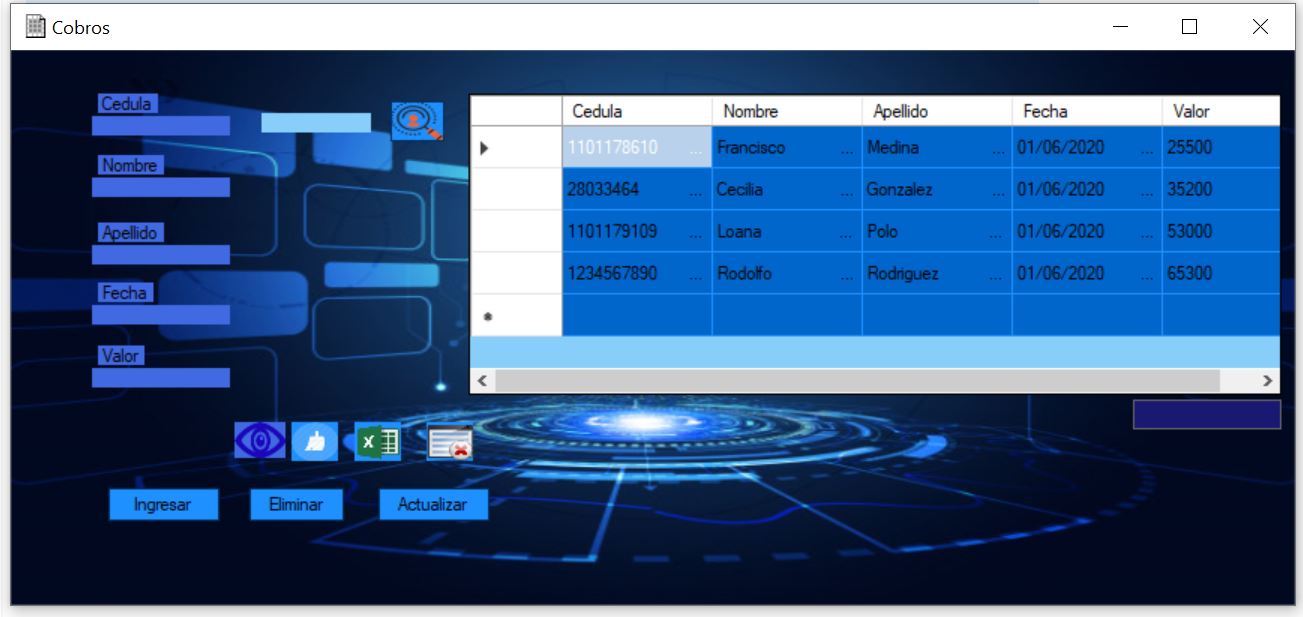 Cobros
Cedula
Nombre
Apellido
Fecha
Valor
Cedula Nombre Apellido Fecha Valor
1101178610 ... Francisco ... Medina ... 01/06/2020 ... 25500
28033464 ... Cecilia ... Gonzalez ... 01/06/2020 ... 35200
1101179109 ... Loana ... Polo ... 01/06/2020 ... 53000
1234567890 ... Rodolfo ... Rodriguez ... 01/06/2020 ... 65300
X
Ingresar Eliminar Actualizar